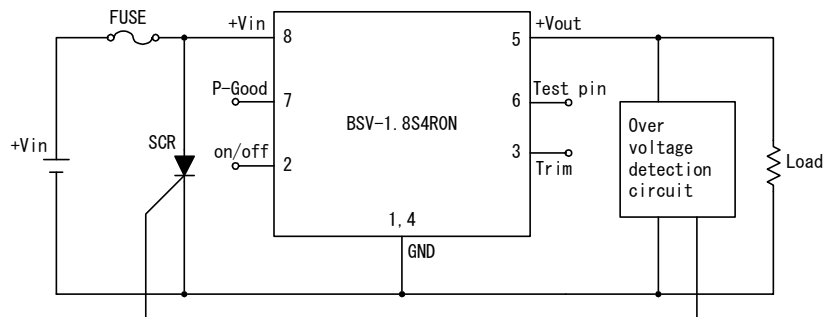 FUSE
+Vin
8
5
+Vout
P-Good
7
6
Test pin
BSV-1.8S4R0N
Over
voltage
detection
circuit
+Vin
SCR
on/off
2
3
Trim
Load
1,4
GND